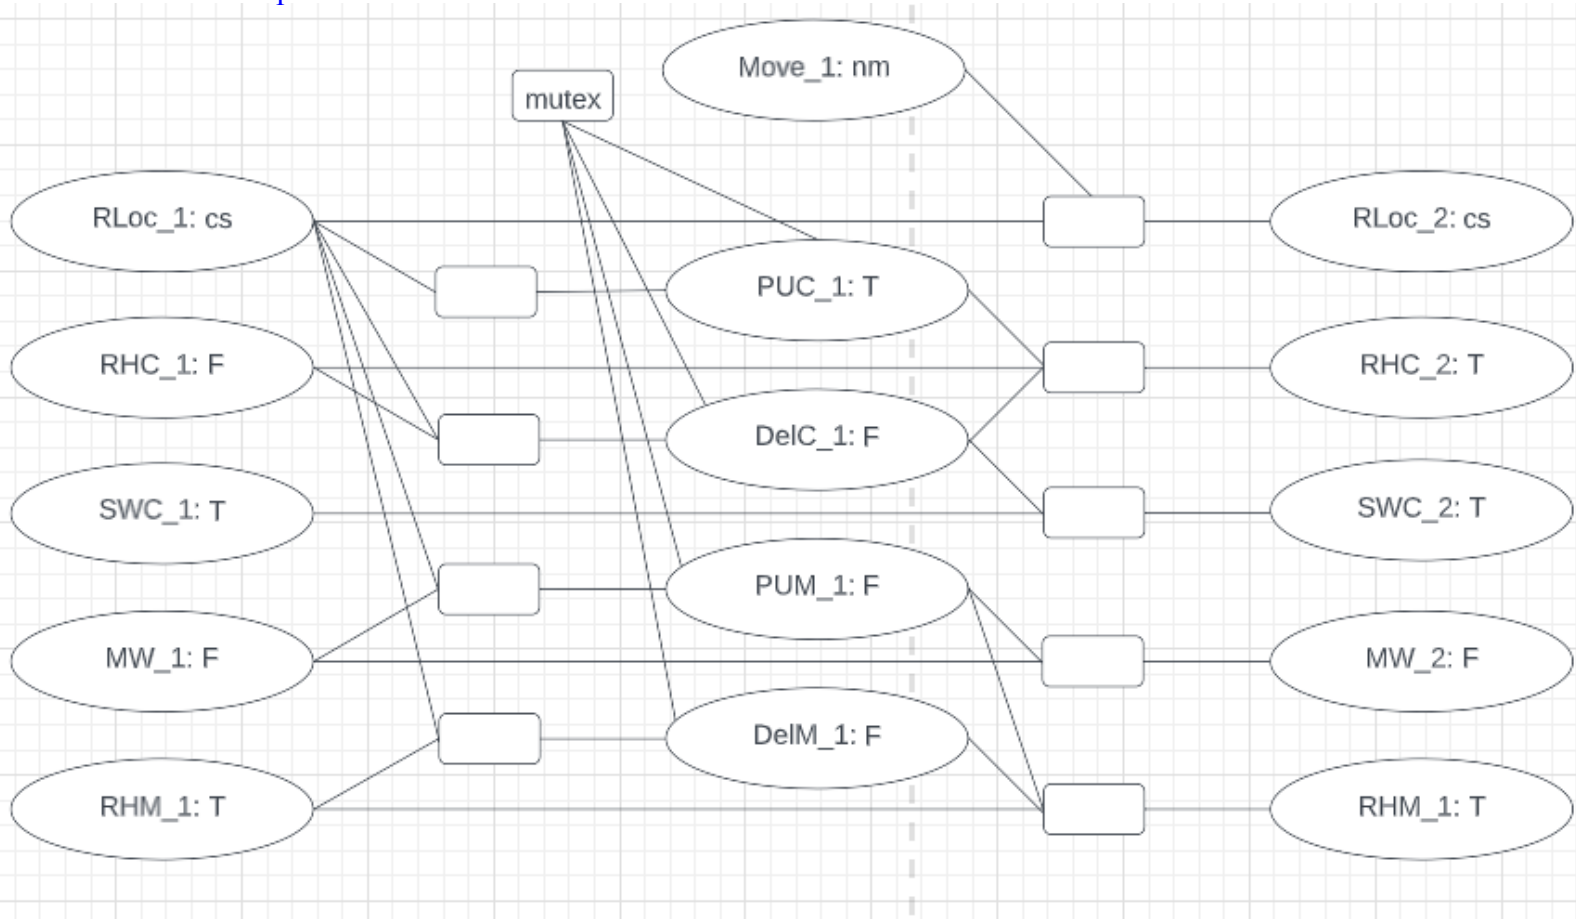 Move_1: nm
mutex
RLoc_1: cs
RLoc_2: cs
PUC_1: T
RHC_1: F
RHC_2: T
DelC_1: F
SWC_1: T
SWC_2: T
PUM_1: F
MW_1: F
MW_2: F
DelM_1: F
RHM_1: T
RHM_1: T